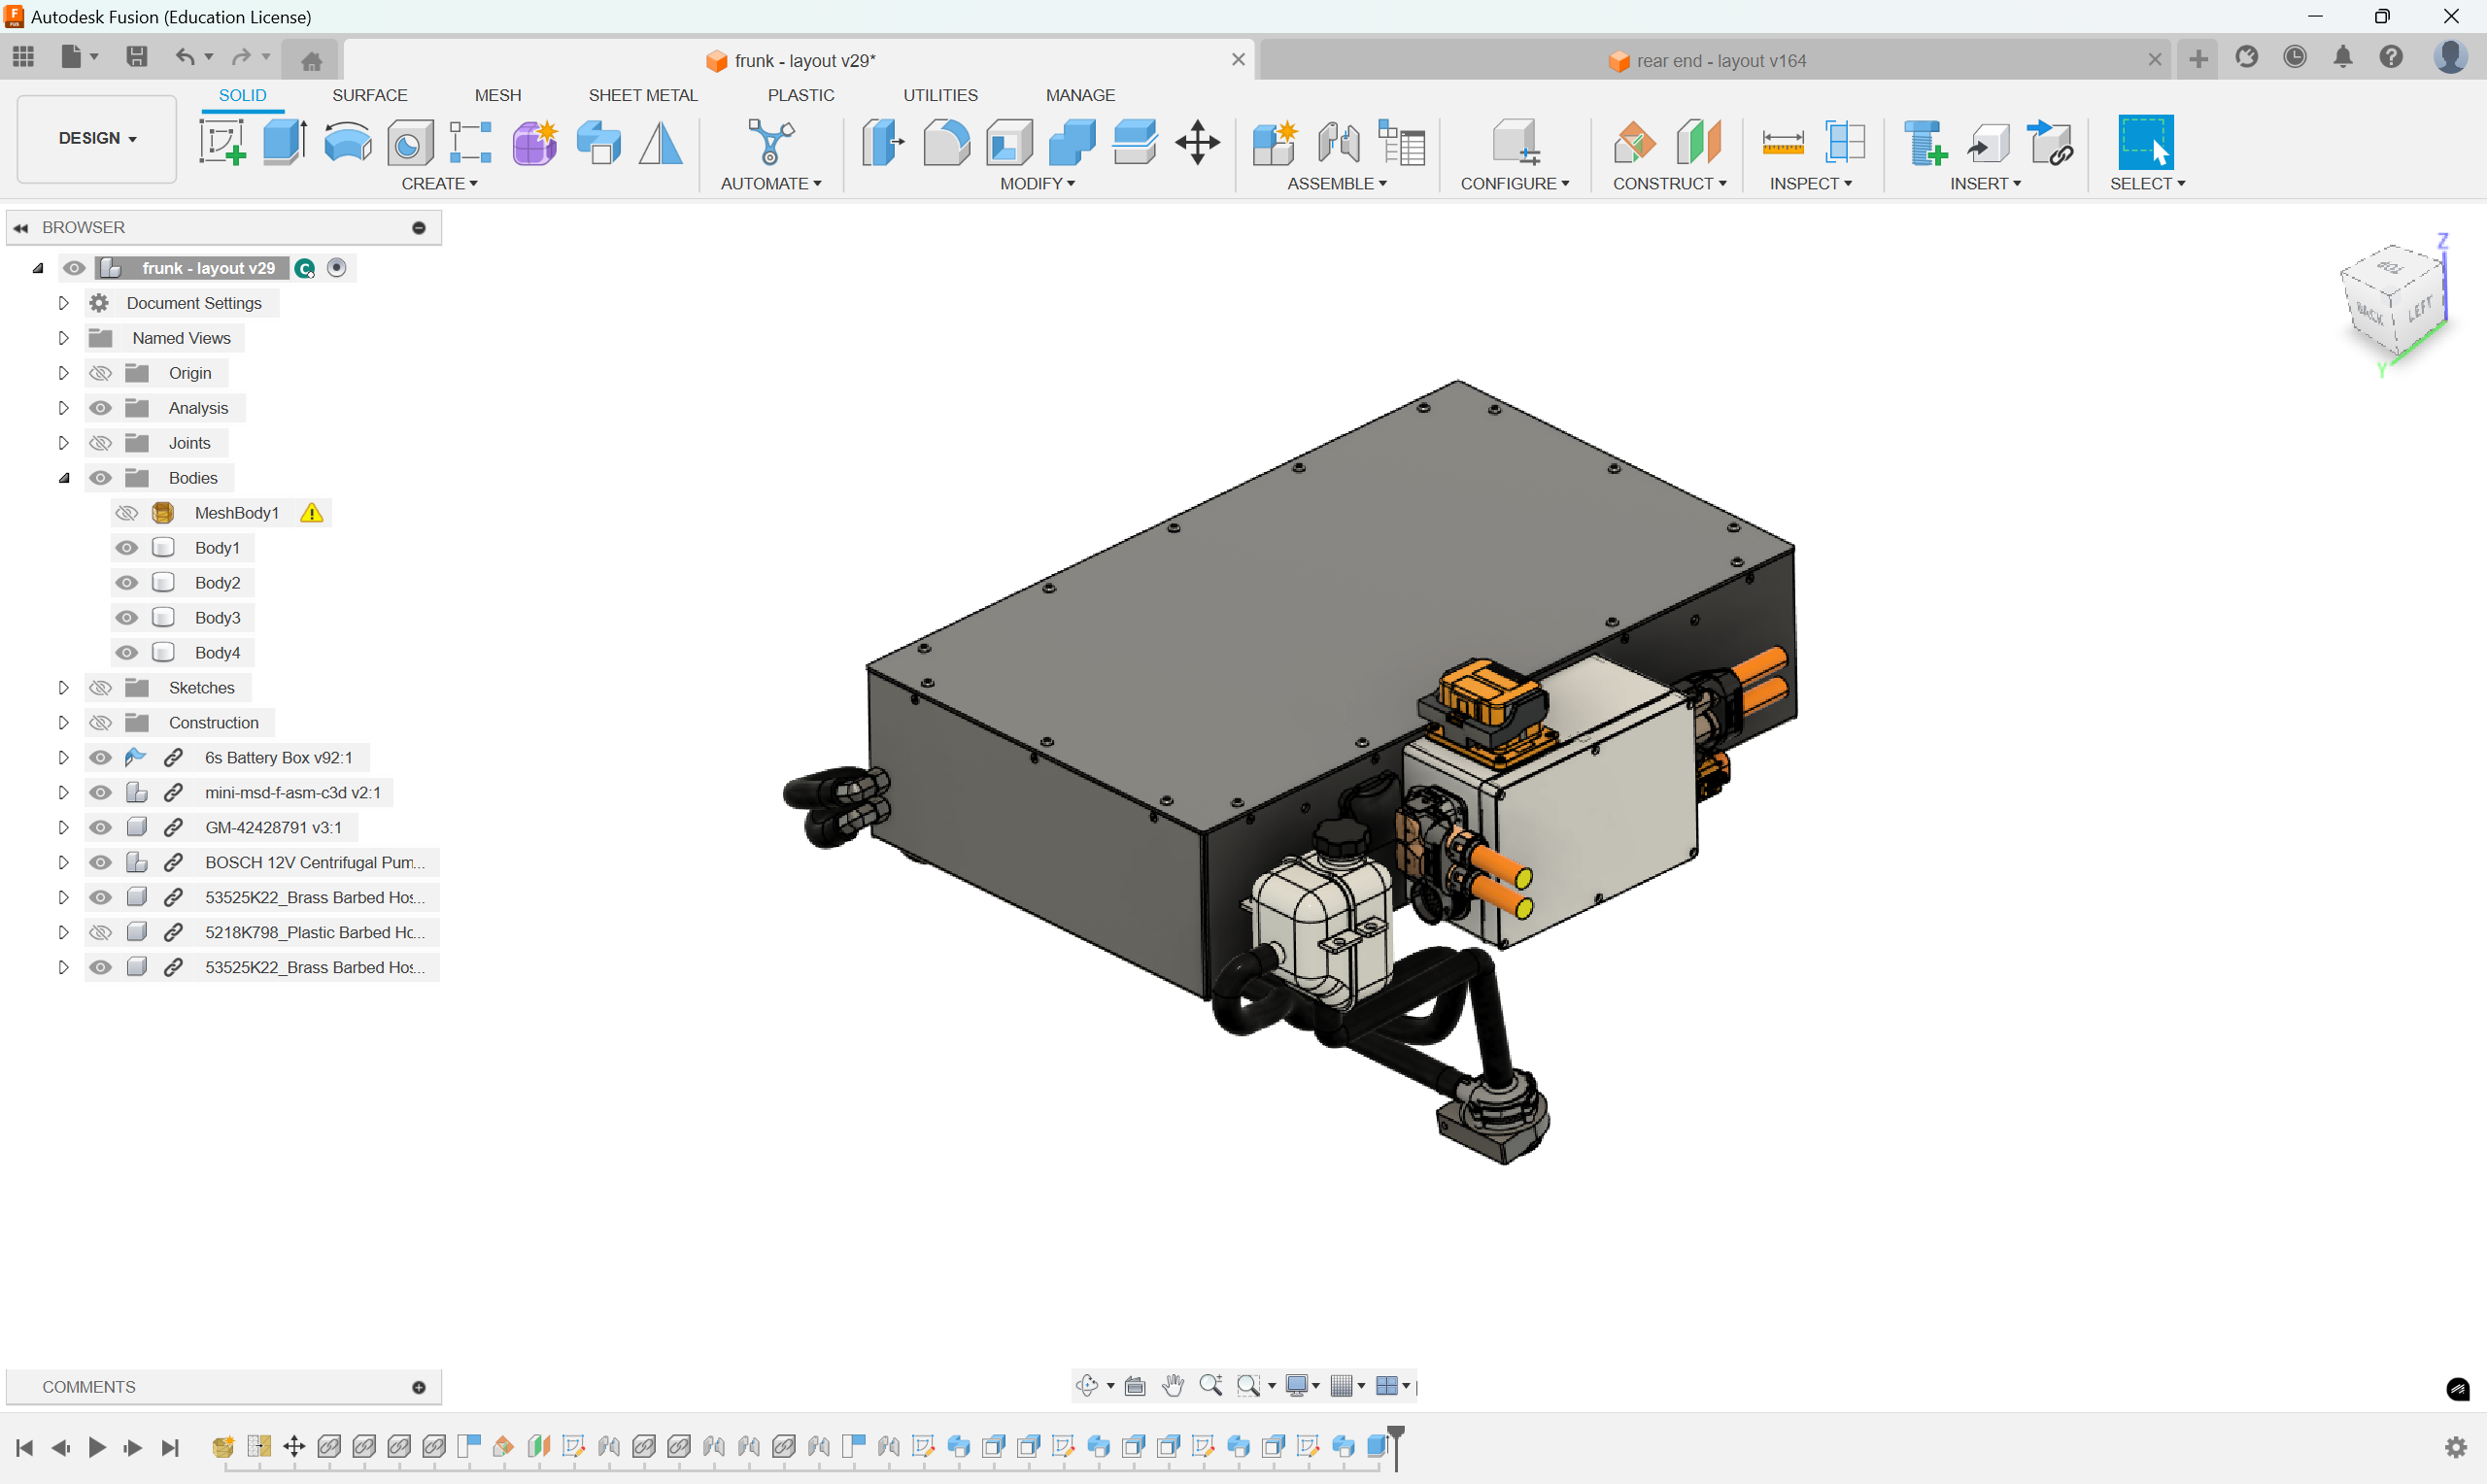 Autodesk Fusion (Education License)
frunk - layout v29*
rear end - layout v164
SOLID
SURFACE
MESH
SHEET METAL
PLASTIC
UTILITIES
MANAGE
DESIGN
CREATE
AUTOMATE
MODIFY
ASSEMBLE
CONFIGURE
CONSTRUCT
INSPECT
INSERT
SELECT
BROWSER
frunk - layout v29
Document Settings
Named Views
Origin
Analysis
Joints
Bodies
MeshBody1
Body1
Body2
Body3
Body4
Sketches
Construction
6s Battery Box v92:1
mini-msd-f-asm-c3d v2:1
GM-42428791 v3:1
BOSCH 12V Centrifugal Pum...
53525K22_Brass Barbed Hos...
5218K798_Plastic Barbed Ho...
53525K22_Brass Barbed Hos...
Z
TOP
BACK
LEFT
Y
COMMENTS